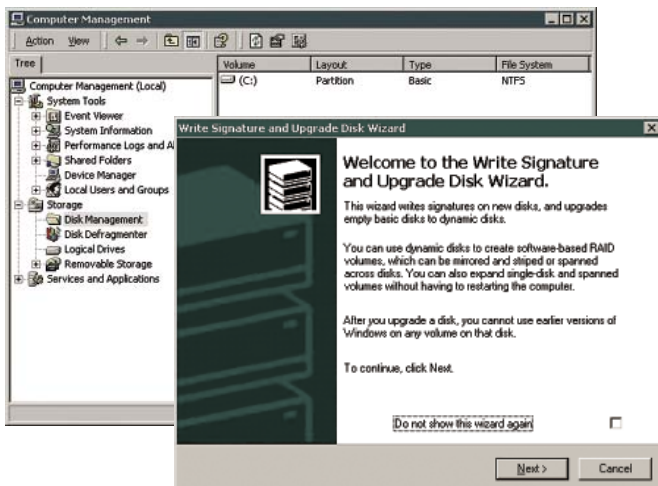 Computer Management
Action View
Tree
Volume Layout Type File System
(C:) Partition Basic NTFS
Computer Management (Local)
System Tools
Event Viewer
System Information
Performance Logs and A
Shared Folders
Device Manager
Local Users and Groups
Storage
Disk Management
Disk Defragmenter
Logical Drives
Removable Storage
Services and Applications
Write Signature and Upgrade Disk Wizard
Welcome to the Write Signature
and Upgrade Disk Wizard.
This wizard writes signatures on new disks, and upgrades
empty basic disks to dynamic disks.
You can use dynamic disks to create software-based RAID
volumes, which can be mirrored and striped or spanned
across disks. You can also expand single-disk and spanned
volumes without having to restarting the computer.
After you upgrade a disk, you cannot use earlier versions of
Windows on any volume on that disk.
To continue, click Next.
Do not show this wizard again
Next > Cancel